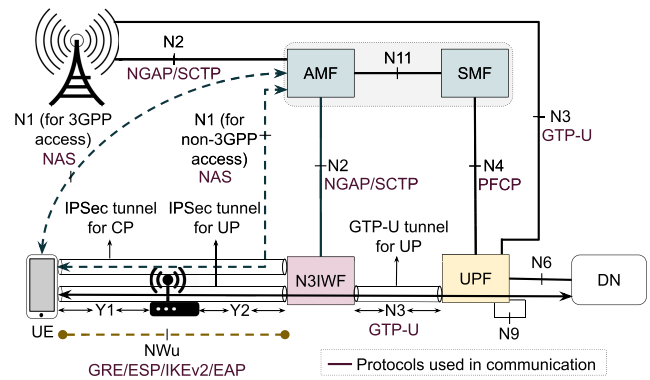 N2
NGAP/SCTP
AMF
N11
SMF
N1 (for 3GPP
access)
NAS
N1 (for
non-3GPP
access)
NAS
N3
GTP-U
N2
NGAP/SCTP
N4
PFCP
IPSec tunnel
for CP
IPSec tunnel
for UP
GTP-U tunnel
for UP
N3IWF
UPF
N6
DN
UE
Y1
Y2
N3
GTP-U
N9
NWu
GRE/ESP/IKEv2/EAP
Protocols used in communication